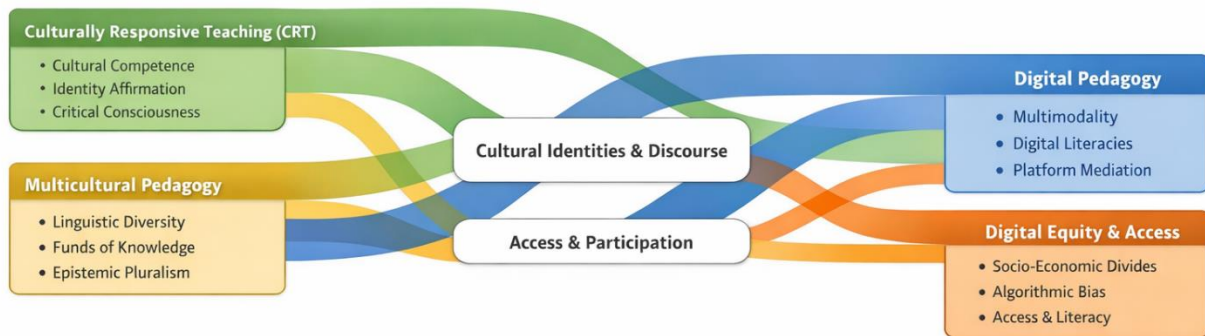 Culturally Responsive Teaching (CRT)
• Cultural Competence
• Identity Affirmation
• Critical Consciousness
Multicultural Pedagogy
• Linguistic Diversity
• Funds of Knowledge
• Epistemic Pluralism
Cultural Identities & Discourse
Access & Participation
Digital Pedagogy
• Multimodality
• Digital Literacies
• Platform Mediation
Digital Equity & Access
• Socio-Economic Divides
• Algorithmic Bias
• Access & Literacy